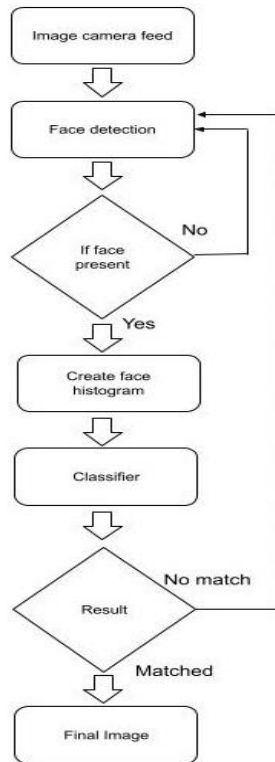 Image camera feed
Face detection
No
If face
present
Yes
Create face
histogram
Classifier
No match
Result
Matched
Final Image